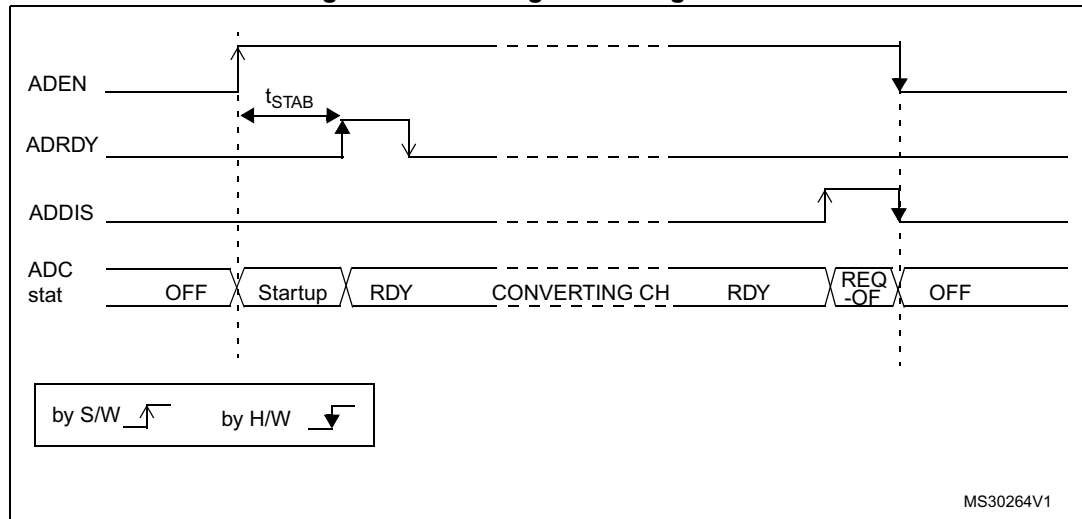 ADEN
tSTAB
ADRDY
ADDIS
ADC
stat
OFF
Startup
RDY
CONVERTING CH
RDY
REQ
-OF
OFF
by S/W
by H/W
MS30264V1